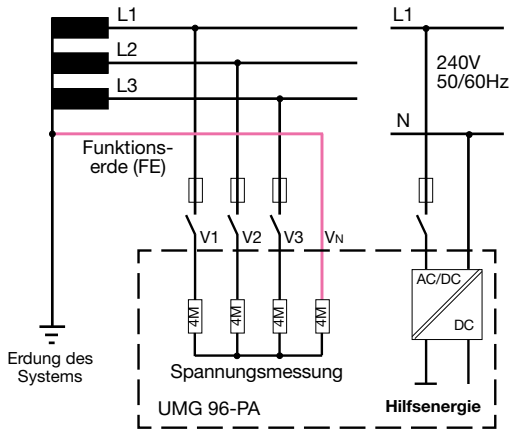 L1
L2
L3
L1
240V
50/60Hz
N
Funktions-
erde (FE)
V1
V2
V3
VN
4M
4M
4M
4M
AC/DC
DC
Erdung des
Systems
Spannungsmessung
UMG 96-PA
Hilfsenergie